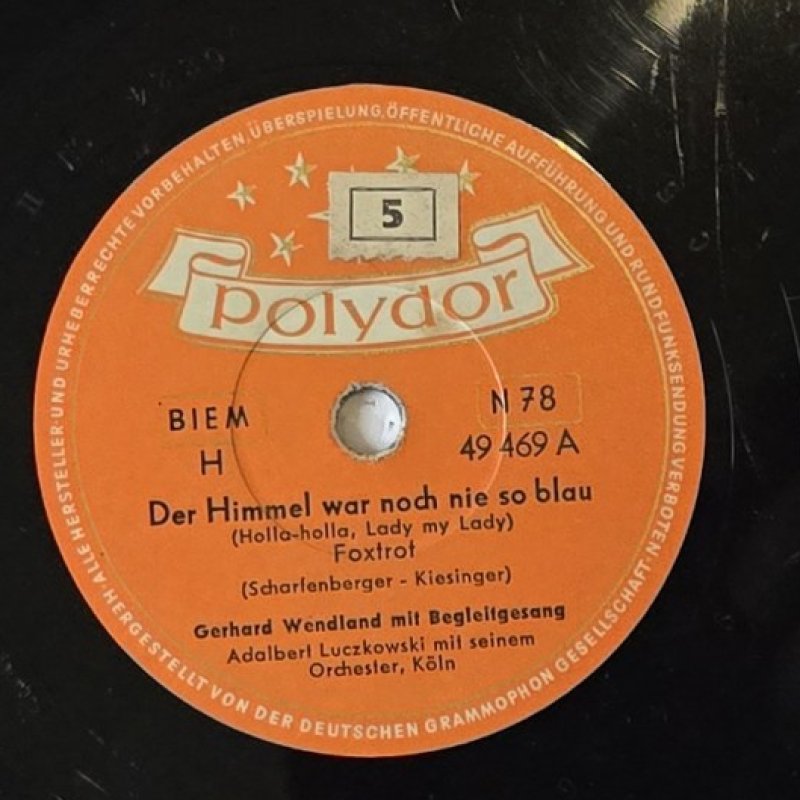 ALLE HERSTELLER- UND URHEBERRECHTE VORBEHALTEN, ÜBERSPIELUNG, ÖFFENTLICHE AUFFÜHRUNG UND RUNDFUNKSENDUNG VERBOTEN · HERGESTELLT VON DER DEUTSCHEN GRAMMOPHON GESELLSCHAFT ·
5
polydor
BIEM N 78
H 49 469 A
Der Himmel war noch nie so blau
(Holla-holla, Lady my Lady)
Foxtrot
(Scharfenberger - Kiesinger)
Gerhard Wendland mit Begleitgesang
Adalbert Luczkowski mit seinem
Orchester, Köln